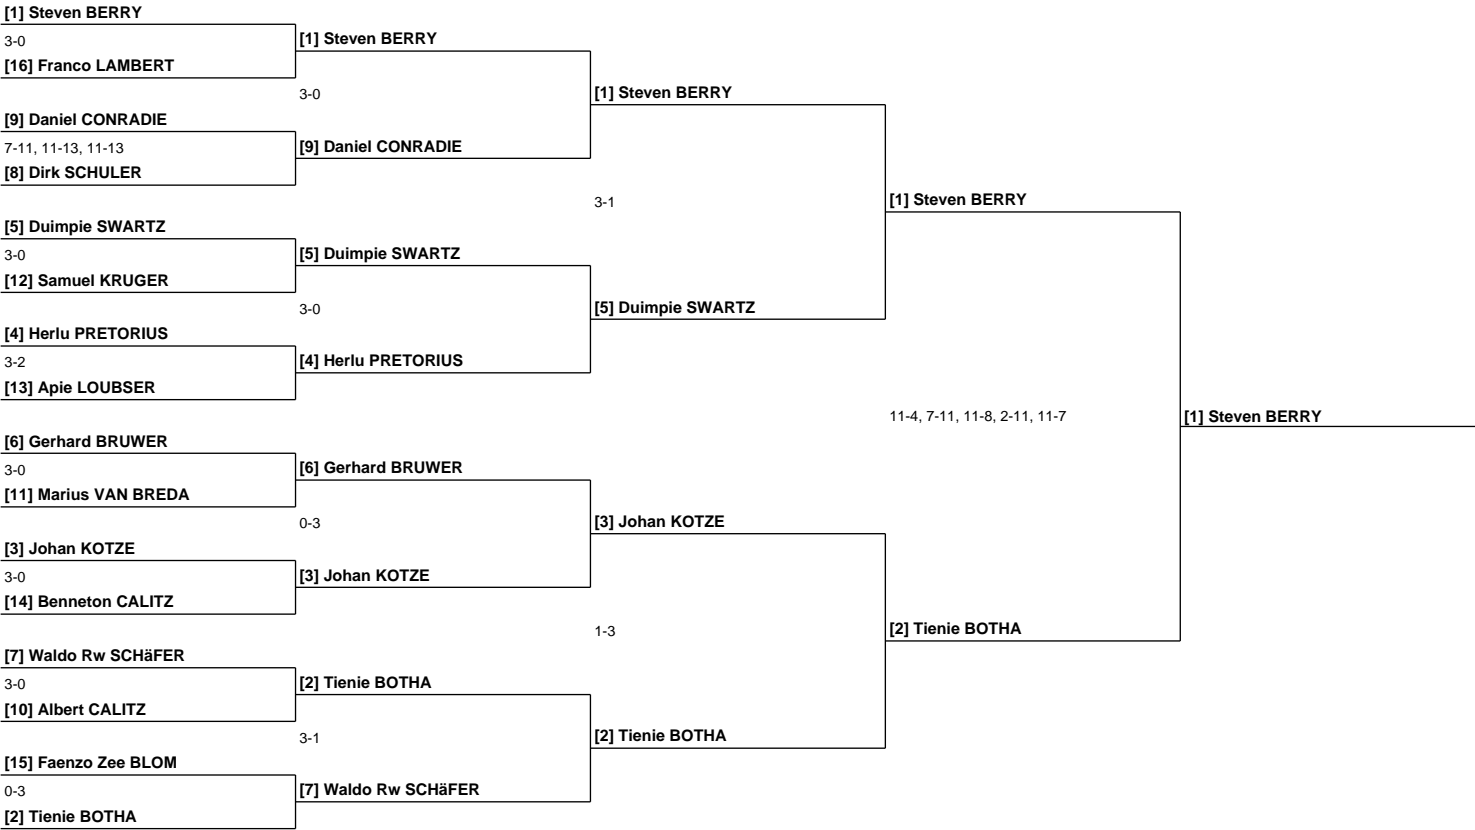 [1] Steven BERRY
3-0
[16] Franco LAMBERT
[9] Daniel CONRADIE
7-11, 11-13, 11-13
[8] Dirk SCHULER
[5] Duimpie SWARTZ
3-0
[12] Samuel KRUGER
[4] Herlu PRETORIUS
3-2
[13] Apie LOUBSER
[6] Gerhard BRUWER
3-0
[11] Marius VAN BREDA
[3] Johan KOTZE
3-0
[14] Benneton CALITZ
[7] Waldo Rw SCHäFER
3-0
[10] Albert CALITZ
[15] Faenzo Zee BLOM
0-3
[2] Tienie BOTHA
[1] Steven BERRY
3-0
[9] Daniel CONRADIE
[5] Duimpie SWARTZ
3-0
[4] Herlu PRETORIUS
[6] Gerhard BRUWER
0-3
[3] Johan KOTZE
[2] Tienie BOTHA
3-1
[7] Waldo Rw SCHäFER
[1] Steven BERRY
3-1
[5] Duimpie SWARTZ
[3] Johan KOTZE
1-3
[2] Tienie BOTHA
[1] Steven BERRY
11-4, 7-11, 11-8, 2-11, 11-7
[2] Tienie BOTHA
[1] Steven BERRY